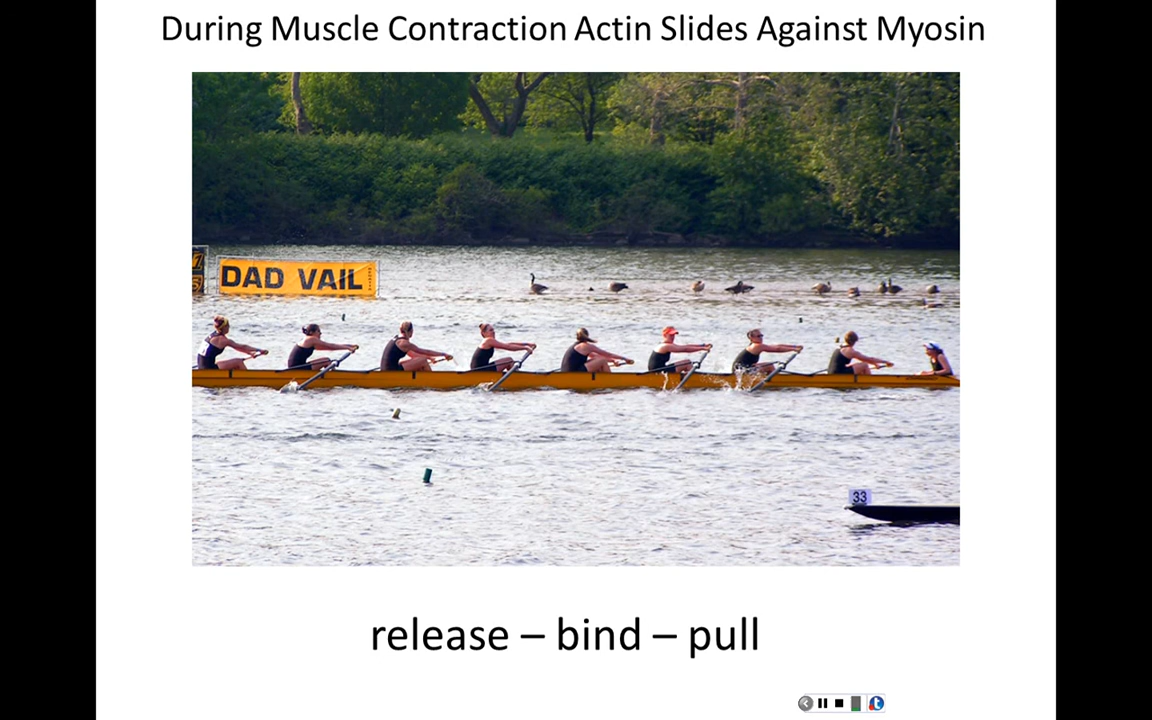 During Muscle Contraction Actin Slides Against Myosin
DAD VAIL
33
release – bind – pull